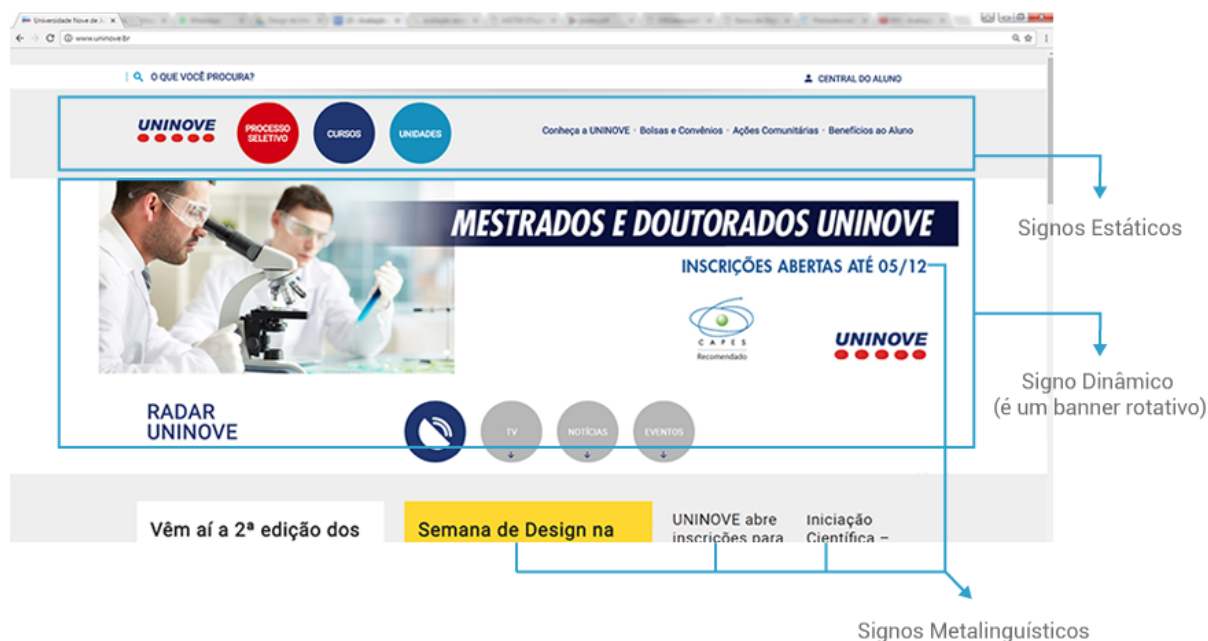 Universidade Nove de J
www.uninove.br
O QUE VOCÊ PROCURA?
CENTRAL DO ALUNO
UNINOVE
PROCESSO
SELETIVO
CURSOS
UNIDADES
Conheça a UNINOVE • Bolsas e Convênios • Ações Comunitárias • Benefícios ao Aluno
Signos Estáticos
MESTRADOS E DOUTORADOS UNINOVE
INSCRIÇÕES ABERTAS ATÉ 05/12
CAPES
Recomendado
UNINOVE
Signo Dinâmico
(é um banner rotativo)
RADAR
UNINOVE
TV
NOTÍCIAS
EVENTOS
Vêm aí a 2ª edição dos
Semana de Design na
UNINOVE abre
inscrições para
Iniciação
Científica –
Signos Metalinguísticos